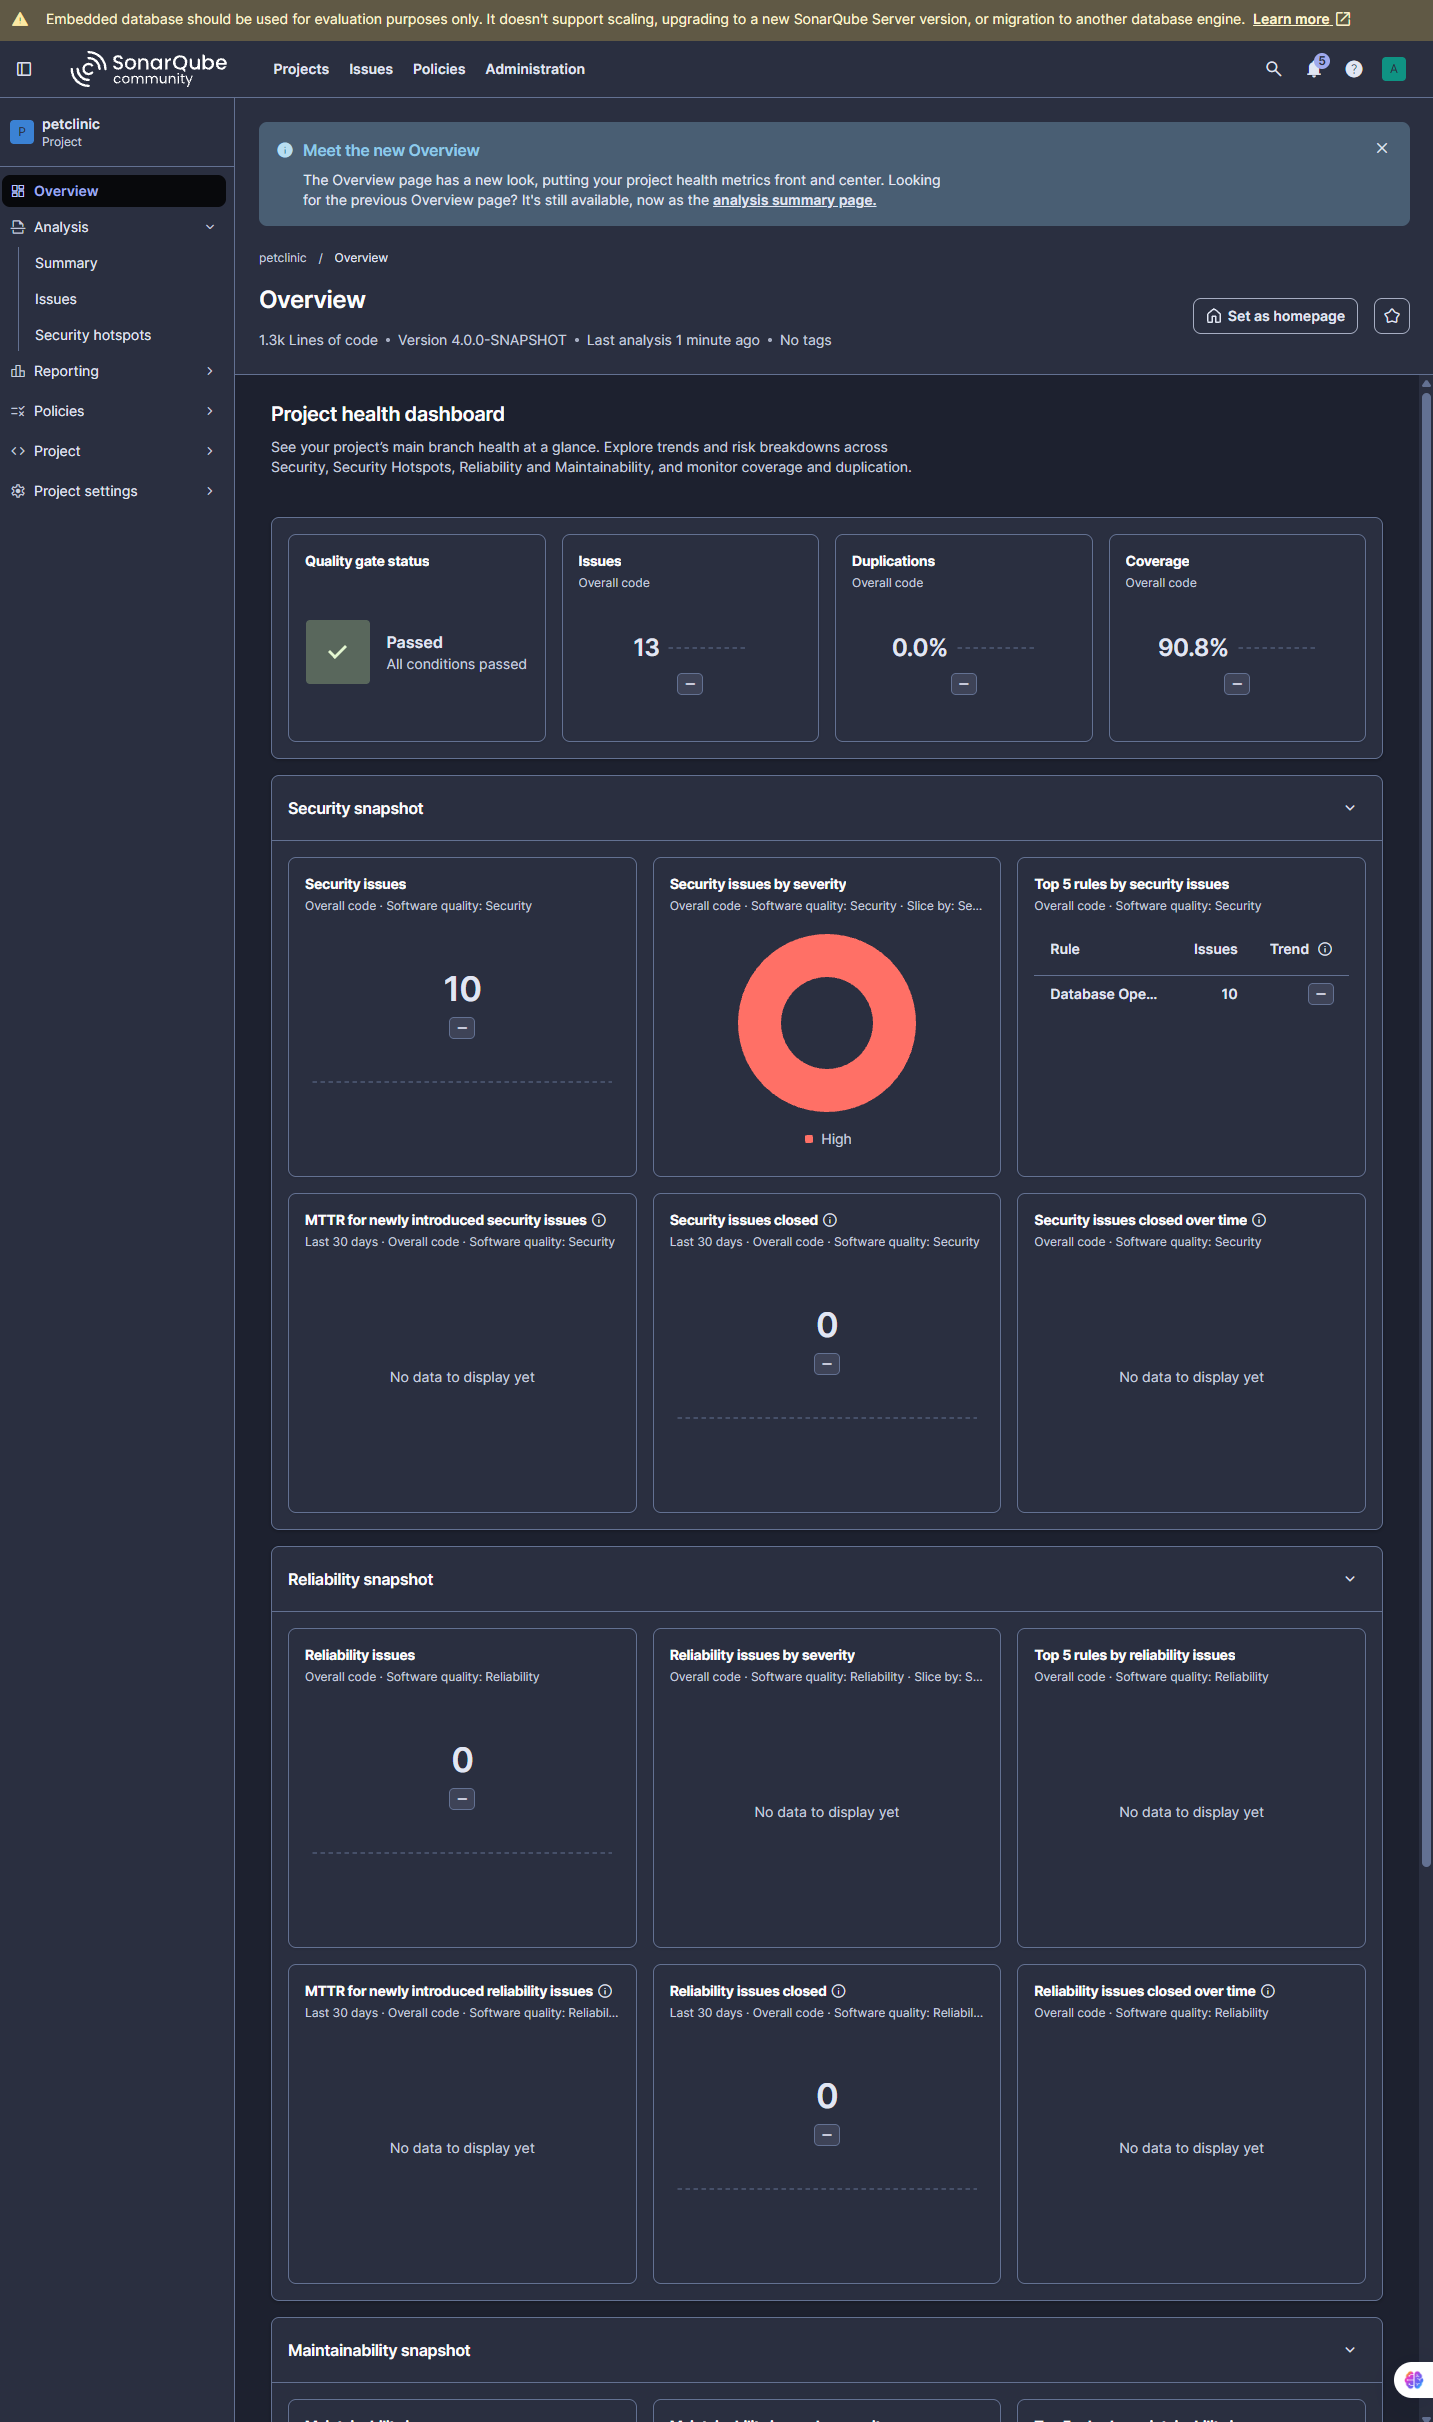 Embedded database should be used for evaluation purposes only. It doesn't support scaling, upgrading to a new SonarQube Server version, or migration to another database engine. Learn more
SonarQube community
Projects Issues Policies Administration
5
?
A
P
petclinic
Project
Overview
Analysis
Summary
Issues
Security hotspots
Reporting
Policies
Project
Project settings
Meet the new Overview
The Overview page has a new look, putting your project health metrics front and center. Looking
for the previous Overview page? It's still available, now as the analysis summary page.
petclinic / Overview
Overview
Set as homepage
1.3k Lines of code • Version 4.0.0-SNAPSHOT • Last analysis 1 minute ago • No tags
Project health dashboard
See your project’s main branch health at a glance. Explore trends and risk breakdowns across
Security, Security Hotspots, Reliability and Maintainability, and monitor coverage and duplication.
Quality gate status
Passed
All conditions passed
Issues
Overall code
13
Duplications
Overall code
0.0%
Coverage
Overall code
90.8%
Security snapshot
Security issues
Overall code · Software quality: Security
10
Security issues by severity
Overall code · Software quality: Security · Slice by: Se...
High
Top 5 rules by security issues
Overall code · Software quality: Security
Rule Issues Trend
Database Ope... 10
MTTR for newly introduced security issues
Last 30 days · Overall code · Software quality: Security
No data to display yet
Security issues closed
Last 30 days · Overall code · Software quality: Security
0
Security issues closed over time
Overall code · Software quality: Security
No data to display yet
Reliability snapshot
Reliability issues
Overall code · Software quality: Reliability
0
Reliability issues by severity
Overall code · Software quality: Reliability · Slice by: S...
No data to display yet
Top 5 rules by reliability issues
Overall code · Software quality: Reliability
No data to display yet
MTTR for newly introduced reliability issues
Last 30 days · Overall code · Software quality: Reliabil...
No data to display yet
Reliability issues closed
Last 30 days · Overall code · Software quality: Reliabil...
0
Reliability issues closed over time
Overall code · Software quality: Reliability
No data to display yet
Maintainability snapshot